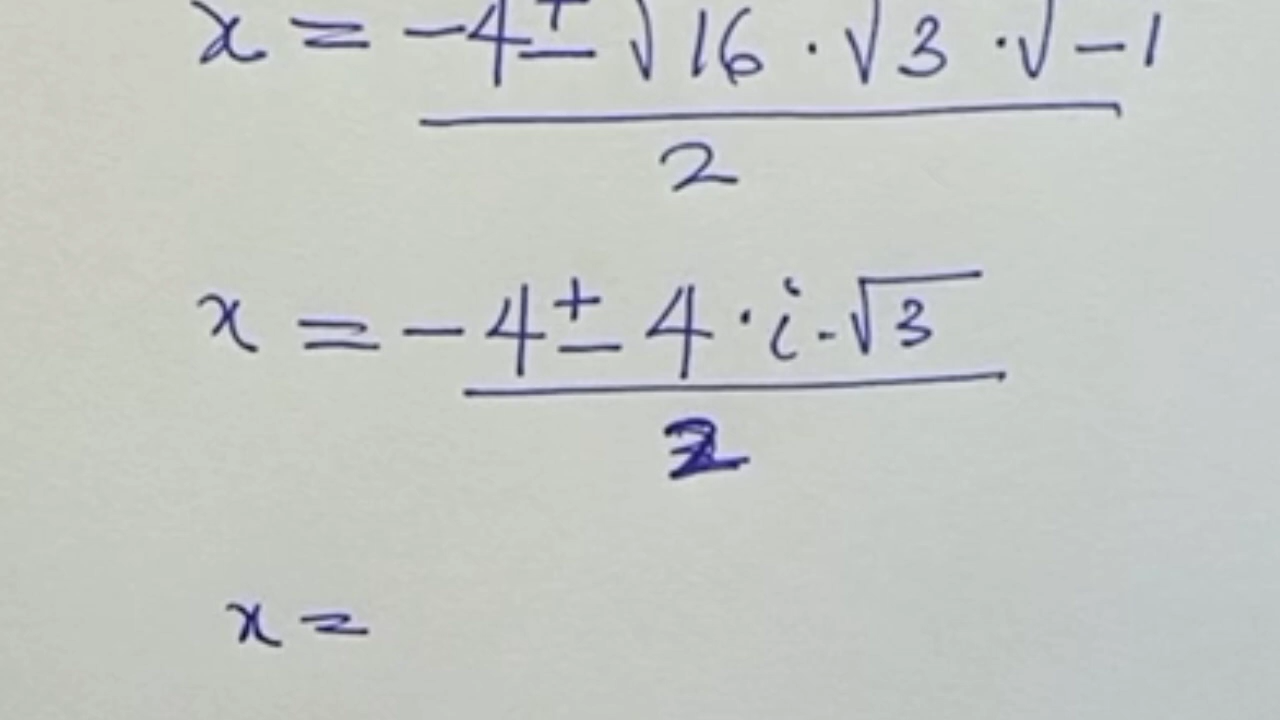 x = -4 ± √16 · √3 · √-1
2
x = -4 ± 4 · i · √3
2
x =